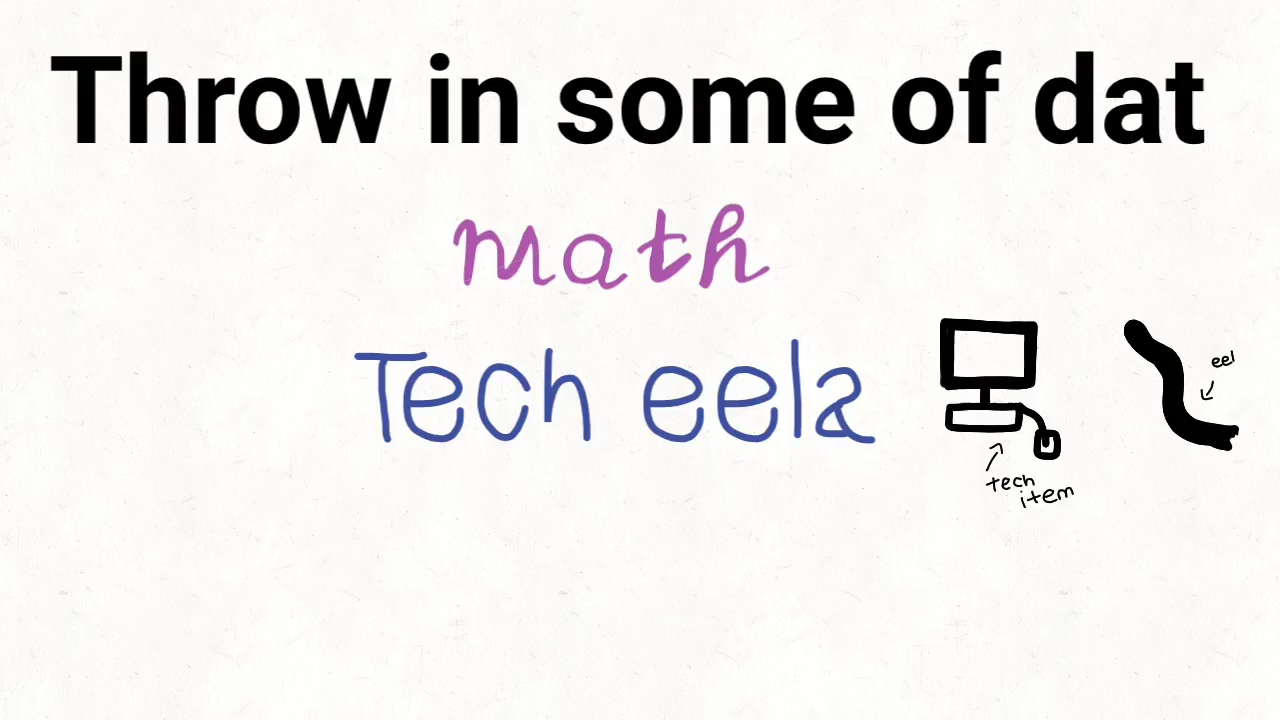 Throw in some of dat
math
Tech eela
eel
tech
item